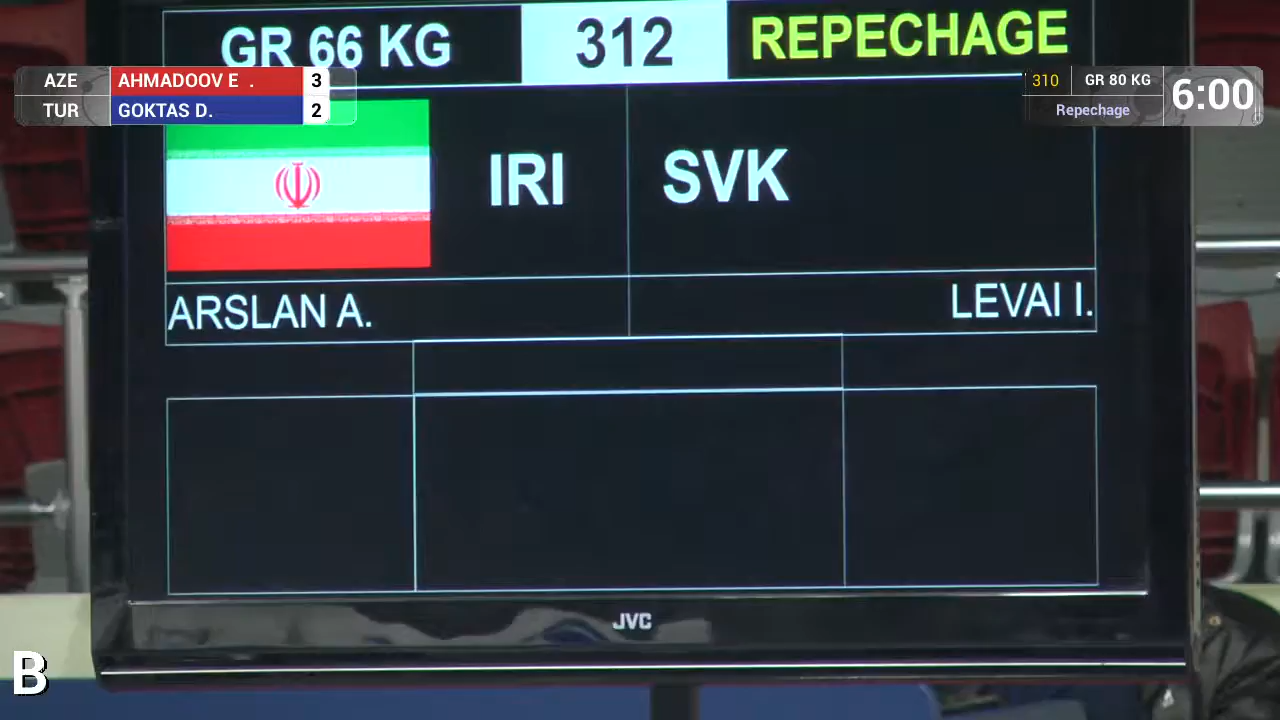 GR 66 KG 312 REPECHAGE
AZE AHMADOOV E . 3
TUR GOKTAS D. 2
310 GR 80 KG 6:00
Repechage
IRI SVK
ARSLAN A. LEVAI I.
JVC
B